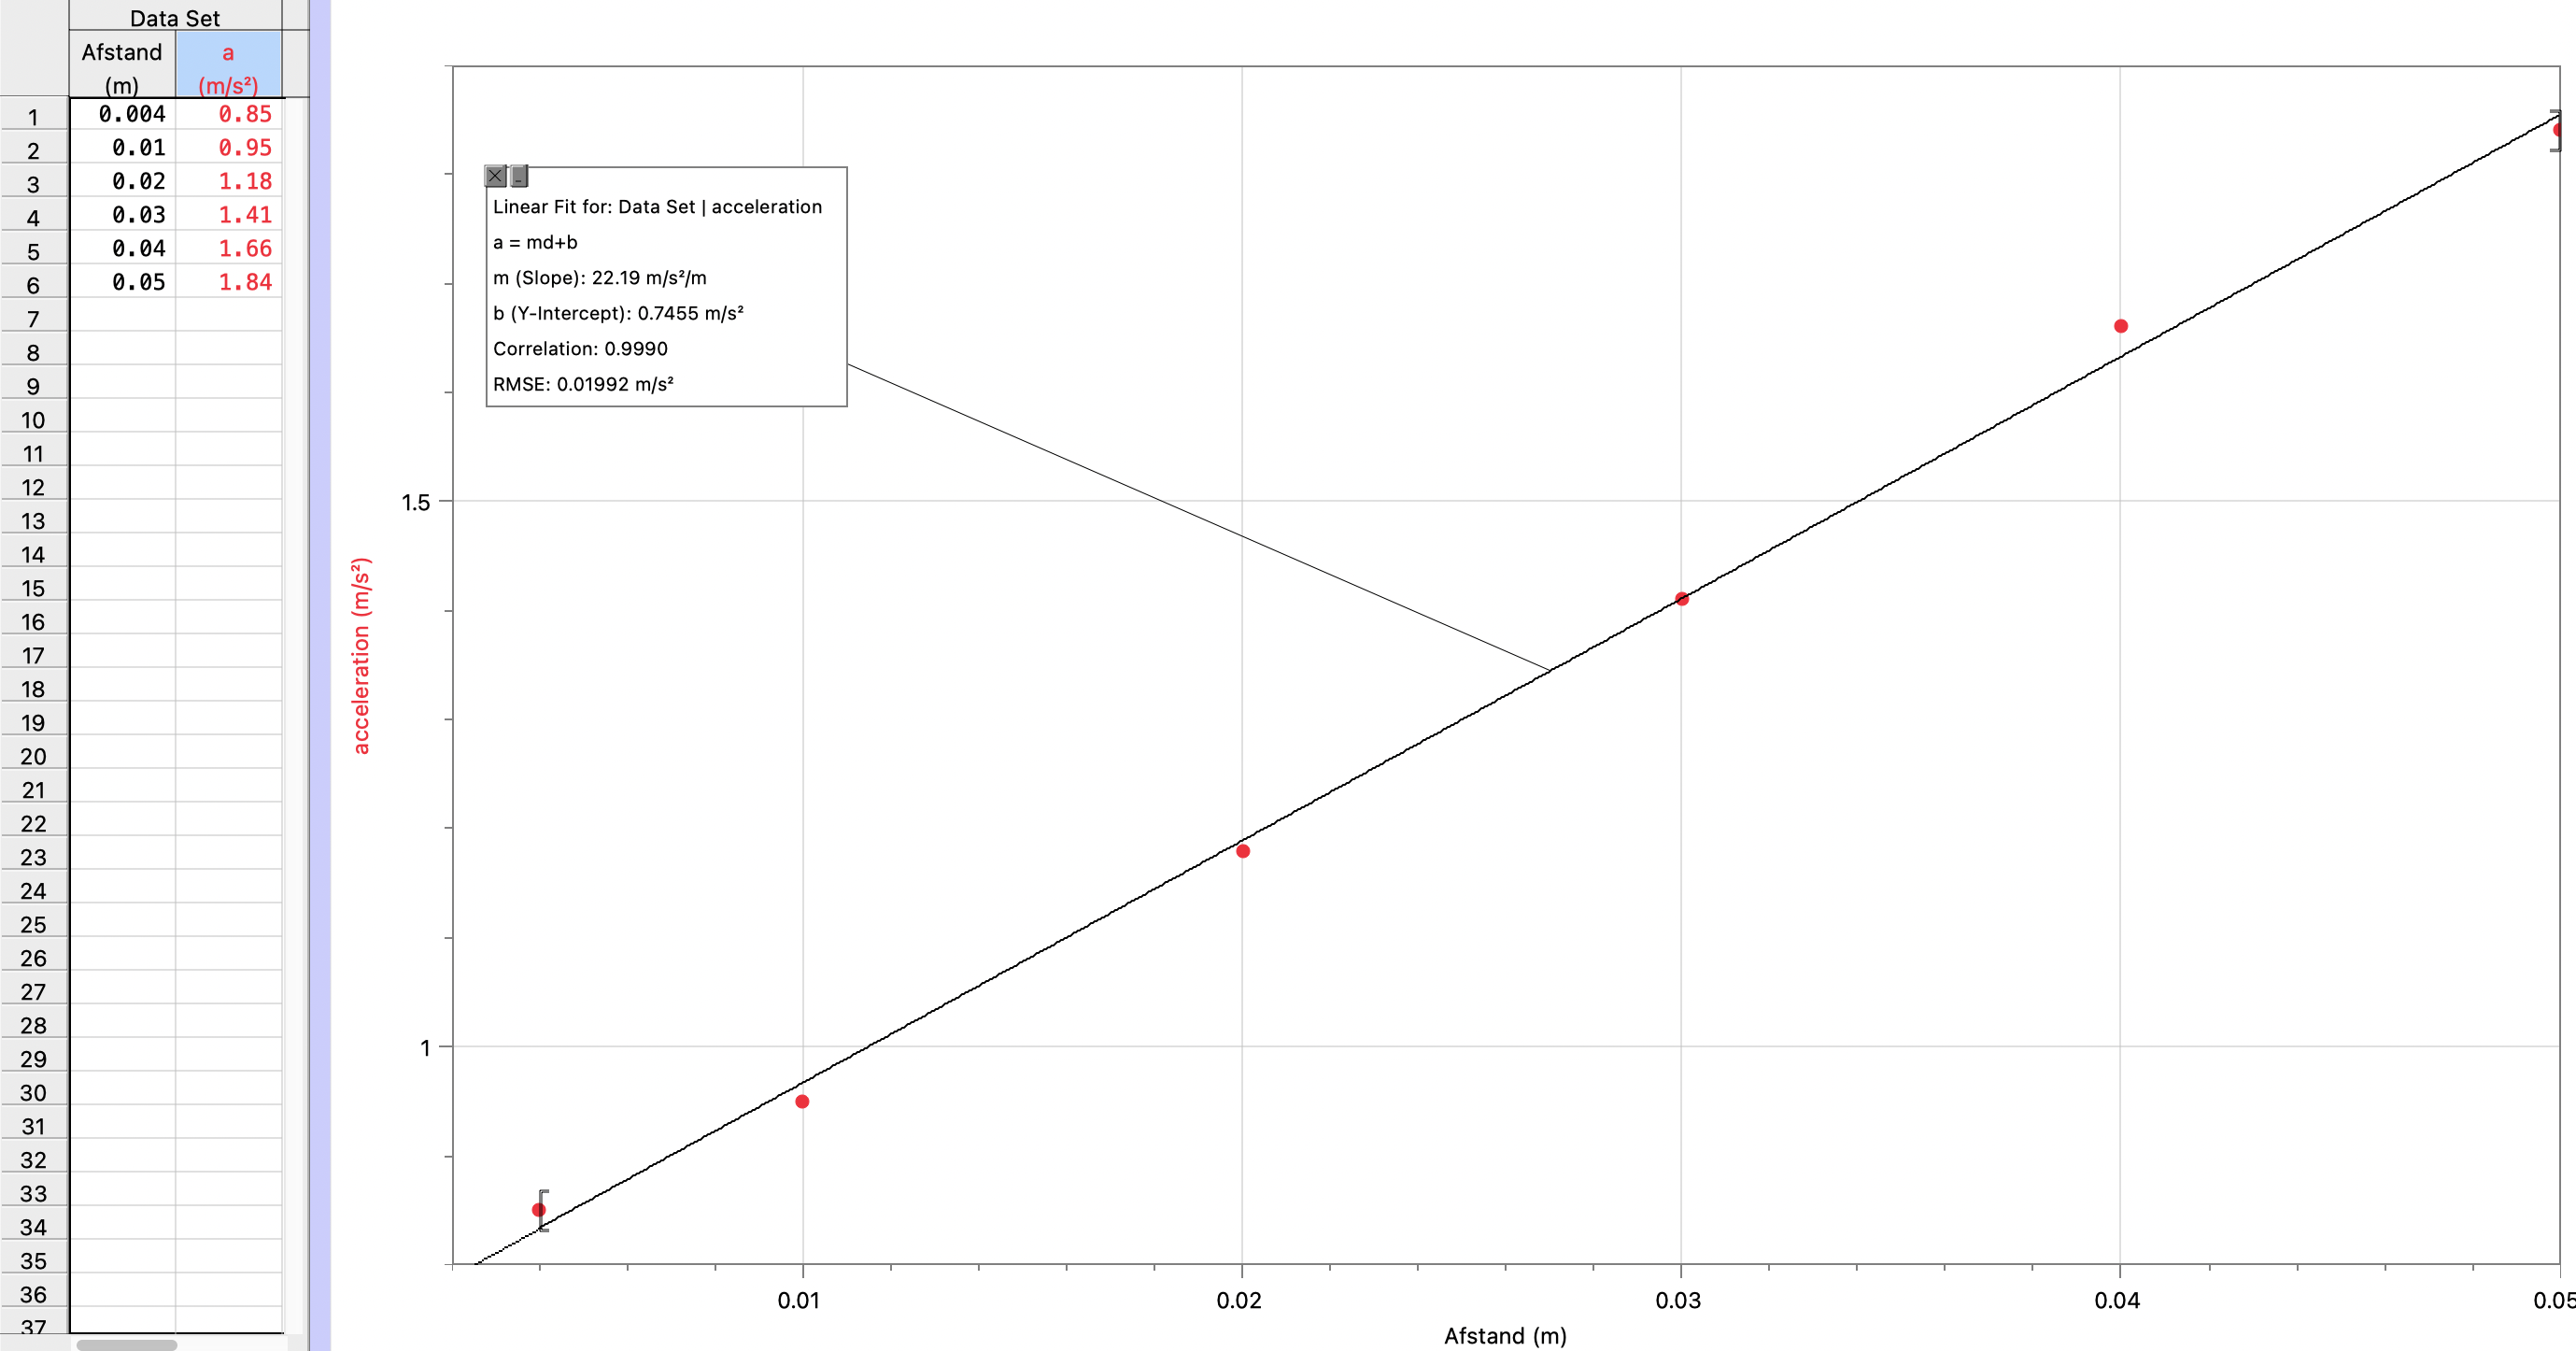 Data Set
Afstand a
(m) (m/s²)
1 0.004 0.85
2 0.01 0.95
3 0.02 1.18
4 0.03 1.41
5 0.04 1.66
6 0.05 1.84
7
8
9
10
11
12
13
14
15
16
17
18
19
20
21
22
23
24
25
26
27
28
29
30
31
32
33
34
35
36
37
Linear Fit for: Data Set | acceleration
a = md+b
m (Slope): 22.19 m/s²/m
b (Y-Intercept): 0.7455 m/s²
Correlation: 0.9990
RMSE: 0.01992 m/s²
1.5
1
acceleration (m/s²)
0.01 0.02 0.03 0.04 0.05
Afstand (m)